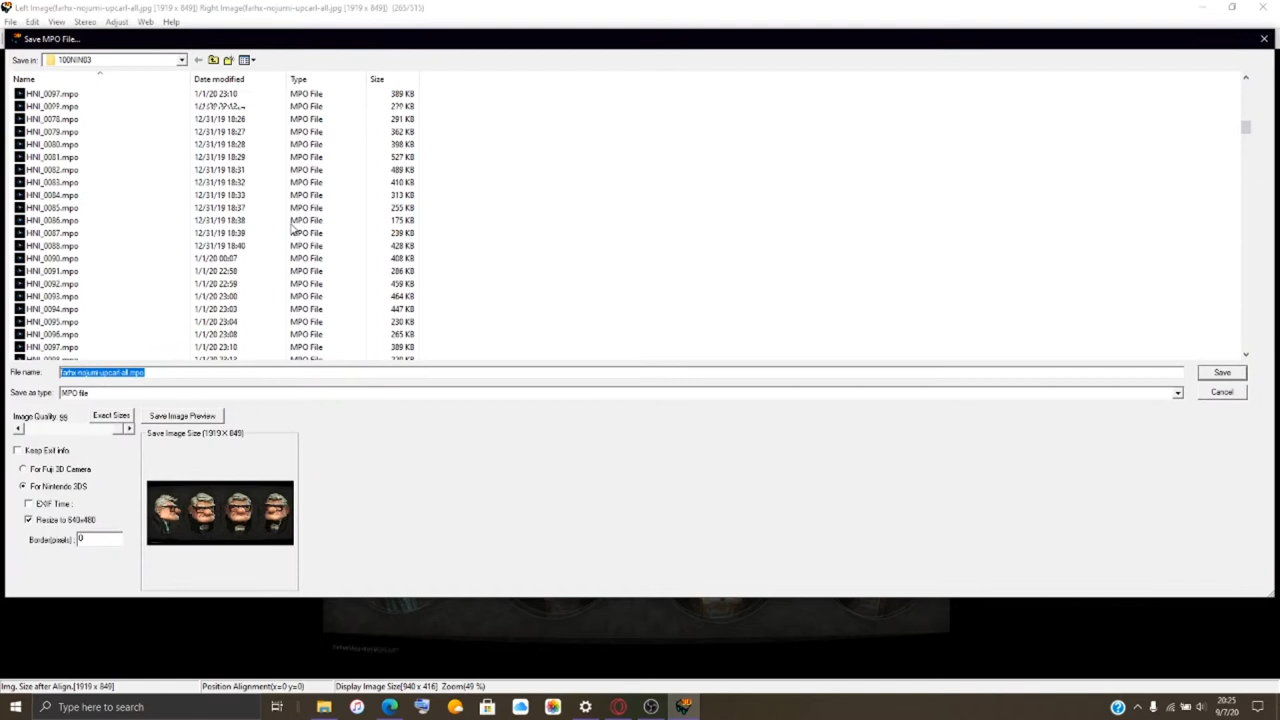 Left Image(farhx-nojumi-upcarl-all.jpg [1919 x 849]) Right Image(farhx-nojumi-upcarl-all.jpg [1919 x 849]) (265/515)
File Edit View Stereo Adjust Web Help
Save MPO File...
Save in: 100NIN03
Name Date modified Type Size
HNI_0097.mpo 1/1/20 23:10 MPO File 389 KB
HNI_0099.mpo MPO File
HNI_0078.mpo 12/31/19 18:26 MPO File 291 KB
HNI_0079.mpo 12/31/19 18:27 MPO File 362 KB
HNI_0080.mpo 12/31/19 18:28 MPO File 398 KB
HNI_0081.mpo 12/31/19 18:29 MPO File 527 KB
HNI_0082.mpo 12/31/19 18:31 MPO File 489 KB
HNI_0083.mpo 12/31/19 18:32 MPO File 410 KB
HNI_0084.mpo 12/31/19 18:33 MPO File 313 KB
HNI_0085.mpo 12/31/19 18:37 MPO File 255 KB
HNI_0086.mpo 12/31/19 18:38 MPO File 175 KB
HNI_0087.mpo 12/31/19 18:39 MPO File 239 KB
HNI_0088.mpo 12/31/19 18:40 MPO File 428 KB
HNI_0090.mpo 1/1/20 00:07 MPO File 408 KB
HNI_0091.mpo 1/1/20 22:58 MPO File 286 KB
HNI_0092.mpo 1/1/20 22:59 MPO File 459 KB
HNI_0093.mpo 1/1/20 23:00 MPO File 464 KB
HNI_0094.mpo 1/1/20 23:03 MPO File 447 KB
HNI_0095.mpo 1/1/20 23:04 MPO File 230 KB
HNI_0096.mpo 1/1/20 23:08 MPO File 265 KB
HNI_0097.mpo 1/1/20 23:10 MPO File 389 KB
HNI_0098.mpo 1/1/20 23:13 MPO File
File name: farhx-nojumi-upcarl-all.mpo Save
Save as type: MPO file Cancel
Image Quality: 99 Exact Sizes Save Image Preview
Save Image Size (1919 X 849)
Keep Exif info.
For Fuji 3D Camera
For Nintendo 3DS
EXIF Time :
Resize to 640x480
Border(pixels) : 0
Img. Size after Align.[1919 x 849] Position Alignment(x=0 y=0) Display Image Size[940 x 416] Zoom(49 %)
Type here to search
20:25
9/7/20